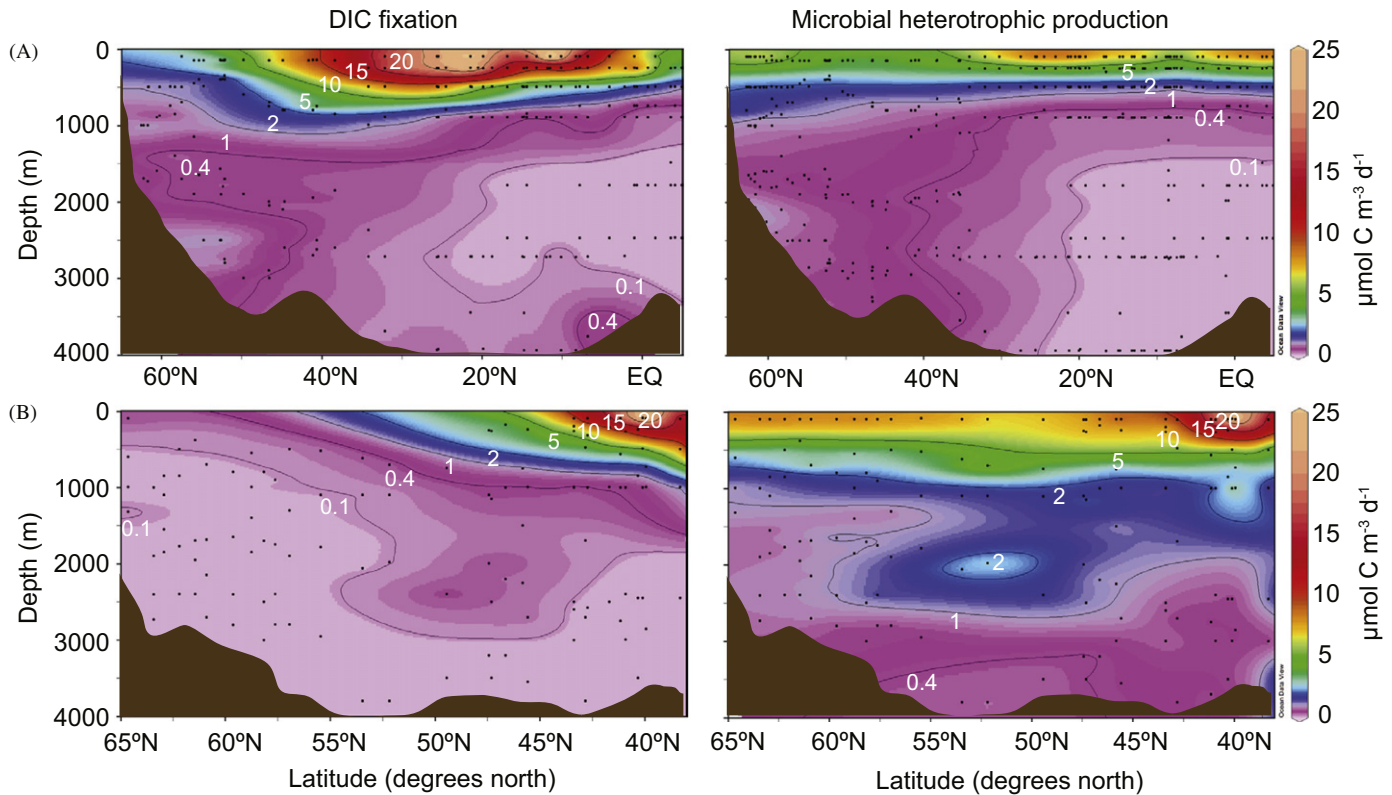 DIC fixation
Microbial heterotrophic production
(A)
0
1000
2000
3000
4000
Depth (m)
20
15
10
5
2
1
0.4
0.1
0.4
60ºN
40ºN
20ºN
EQ
5
2
1
0.4
0.1
Ocean Data View
60ºN
40ºN
20ºN
EQ
25
20
15
10
5
0
µmol C m-3 d-1
(B)
0
1000
2000
3000
4000
Depth (m)
20
15
10
5
2
1
0.4
0.1
0.1
65ºN
60ºN
55ºN
50ºN
45ºN
40ºN
Latitude (degrees north)
20
15
10
5
2
2
1
0.4
Ocean Data View
65ºN
60ºN
55ºN
50ºN
45ºN
40ºN
Latitude (degrees north)
25
20
15
10
5
0
µmol C m-3 d-1